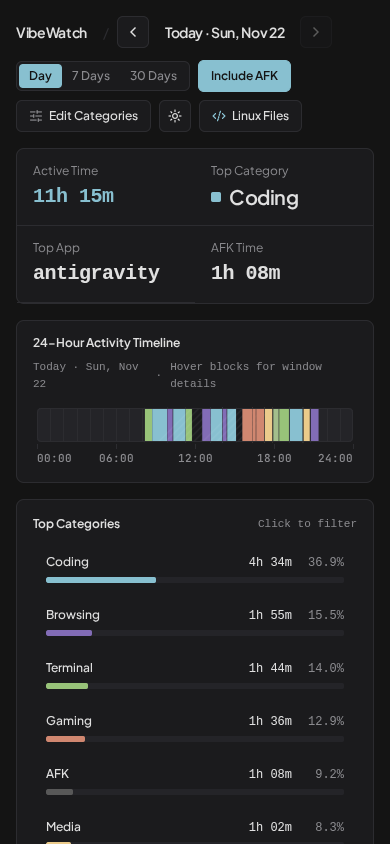 VibeWatch / Today · Sun, Nov 22
Day 7 Days 30 Days Include AFK
Edit Categories Linux Files
Active Time Top Category
11h 15m Coding
Top App AFK Time
antigravity 1h 08m
24-Hour Activity Timeline
Today · Sun, Nov 22 · Hover blocks for window details
00:00 06:00 12:00 18:00 24:00
Top Categories Click to filter
Coding 4h 34m 36.9%
Browsing 1h 55m 15.5%
Terminal 1h 44m 14.0%
Gaming 1h 36m 12.9%
AFK 1h 08m 9.2%
Media 1h 02m 8.3%